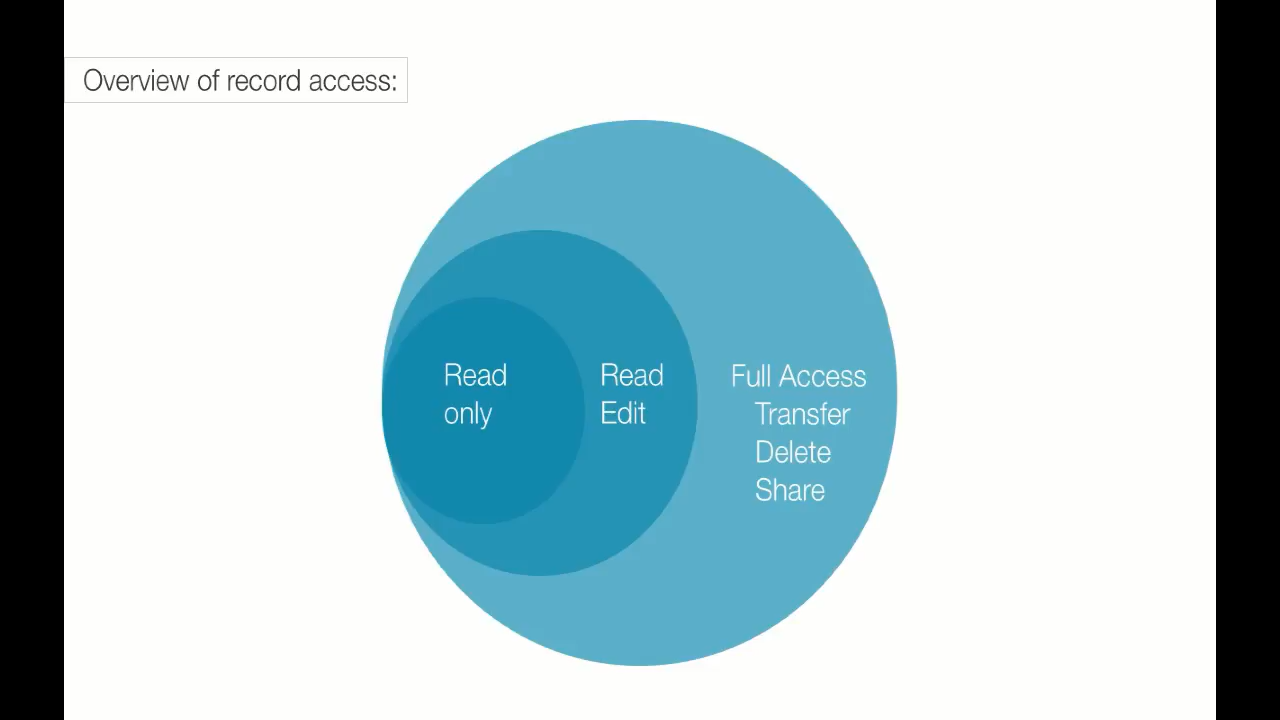 Overview of record access:
Read
only
Read
Edit
Full Access
Transfer
Delete
Share